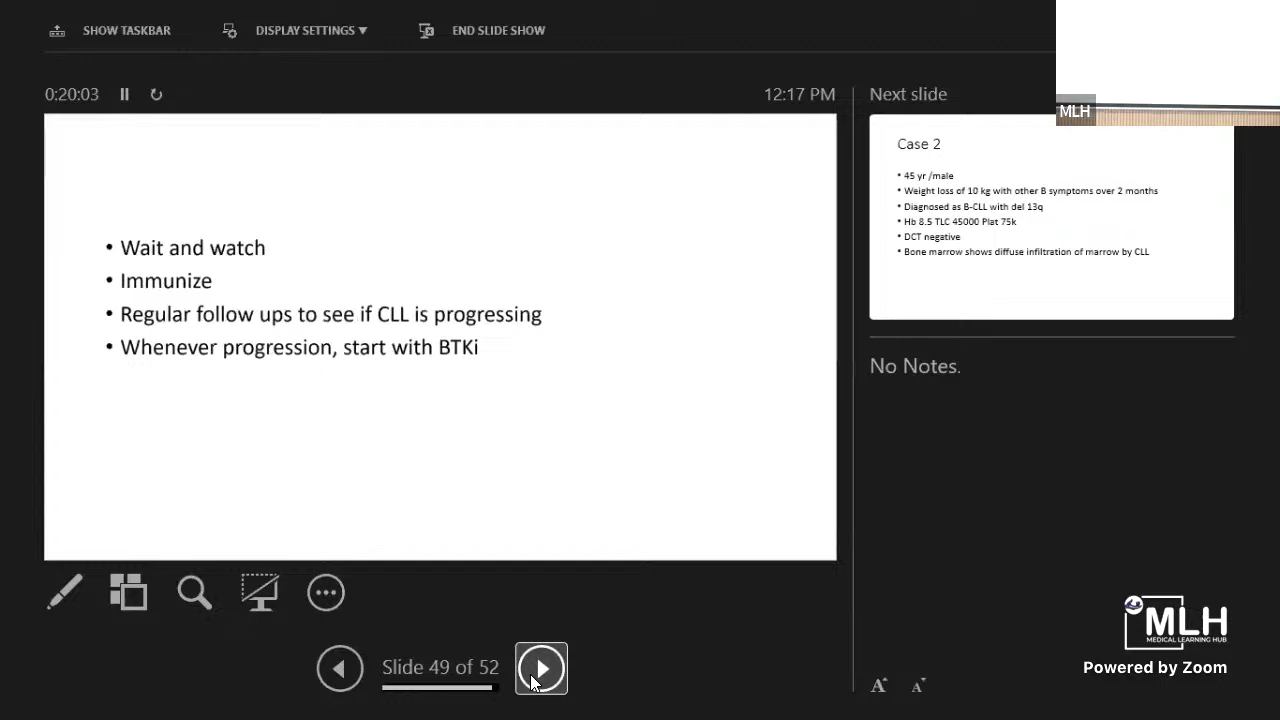 SHOW TASKBAR
DISPLAY SETTINGS ▼
END SLIDE SHOW
0:20:03
12:17 PM
Next slide
MLH
• Wait and watch
• Immunize
• Regular follow ups to see if CLL is progressing
• Whenever progression, start with BTKi
Case 2
• 45 yr /male
• Weight loss of 10 kg with other B symptoms over 2 months
• Diagnosed as B-CLL with del 13q
• Hb 8.5 TLC 45000 Plat 75k
• DCT negative
• Bone marrow shows diffuse infiltration of marrow by CLL
No Notes.
Slide 49 of 52
A A
MLH
MEDICAL LEARNING HUB
Powered by Zoom